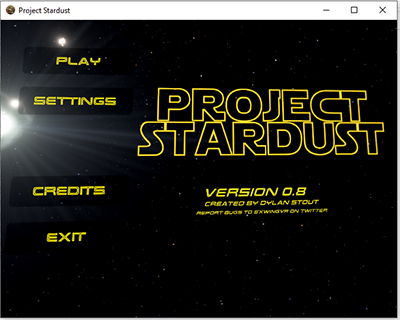 Project Stardust
PLAY
SETTINGS
CREDITS
EXIT
PROJECT
STARDUST
VERSION 0.8
CREATED BY DYLAN STOUT
REPORT BUGS TO EXWINGVR ON TWITTER